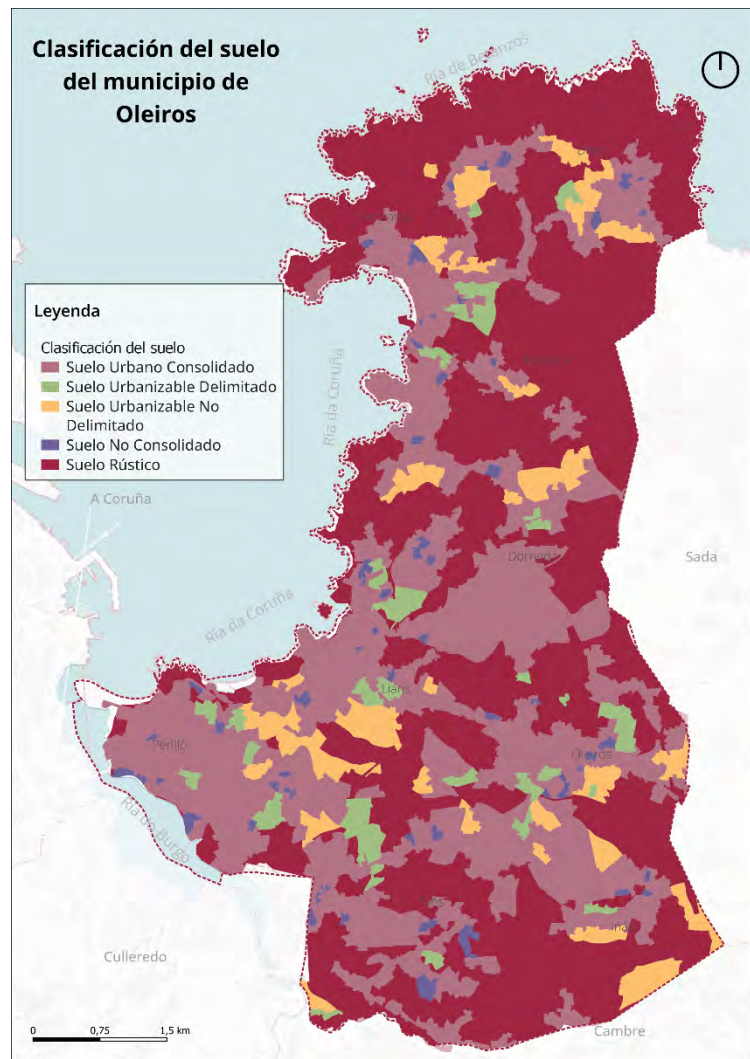 Clasificación del suelo
del municipio de
Oleiros
Ría de Betanzos
Leyenda
Clasificación del suelo
Suelo Urbano Consolidado
Suelo Urbanizable Delimitado
Suelo Urbanizable No
Delimitado
Suelo No Consolidado
Suelo Rústico
Ría da Coruña
A Coruña
Dorneda
Sada
Ría da Coruña
Liáns
Perillo
Oleiros
Ría do Burgo
Culleredo
Cambre
0 0,75 1,5 km